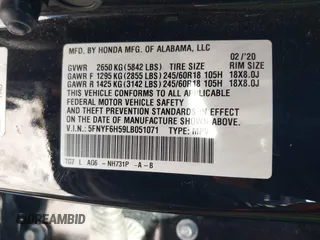 MFD. BY HONDA MFG. OF ALABAMA, LLC
02/'20
GVWR 2650 KG (5842 LBS) TIRE SIZE RIM SIZE
GAWR F 1295 KG (2855 LBS) 245/60R18 105H 18X8.0J
GAWR R 1425 KG (3142 LBS) 245/60R18 105H 18X8.0J
THIS VEHICLE CONFORMS TO ALL APPLICABLE
FEDERAL MOTOR VEHICLE SAFETY AND
THEFT PREVENTION STANDARDS IN EFFECT ON
THE DATE OF MANUFACTURE SHOWN ABOVE.
V.I.N: 5FNYF6H59LB051071 TYPE: MPV
TG7 L AG6 -NH731P -A-B